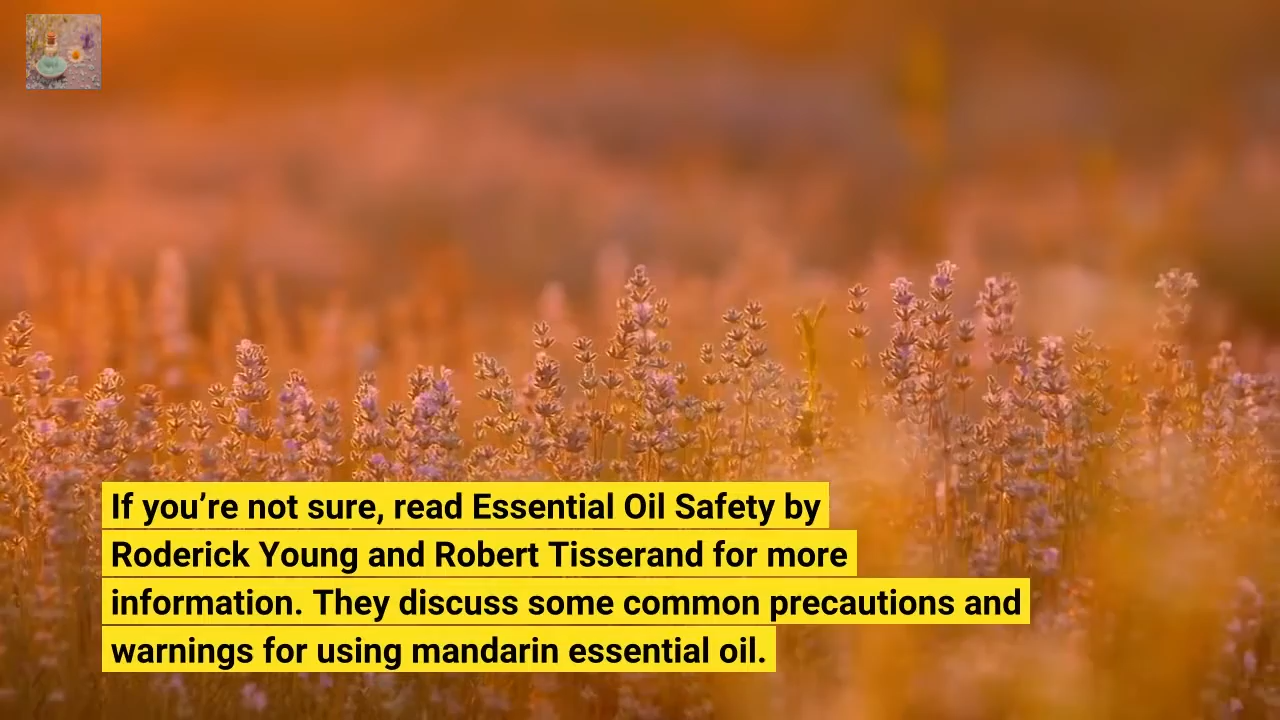 If you’re not sure, read Essential Oil Safety by
Roderick Young and Robert Tisserand for more
information. They discuss some common precautions and
warnings for using mandarin essential oil.